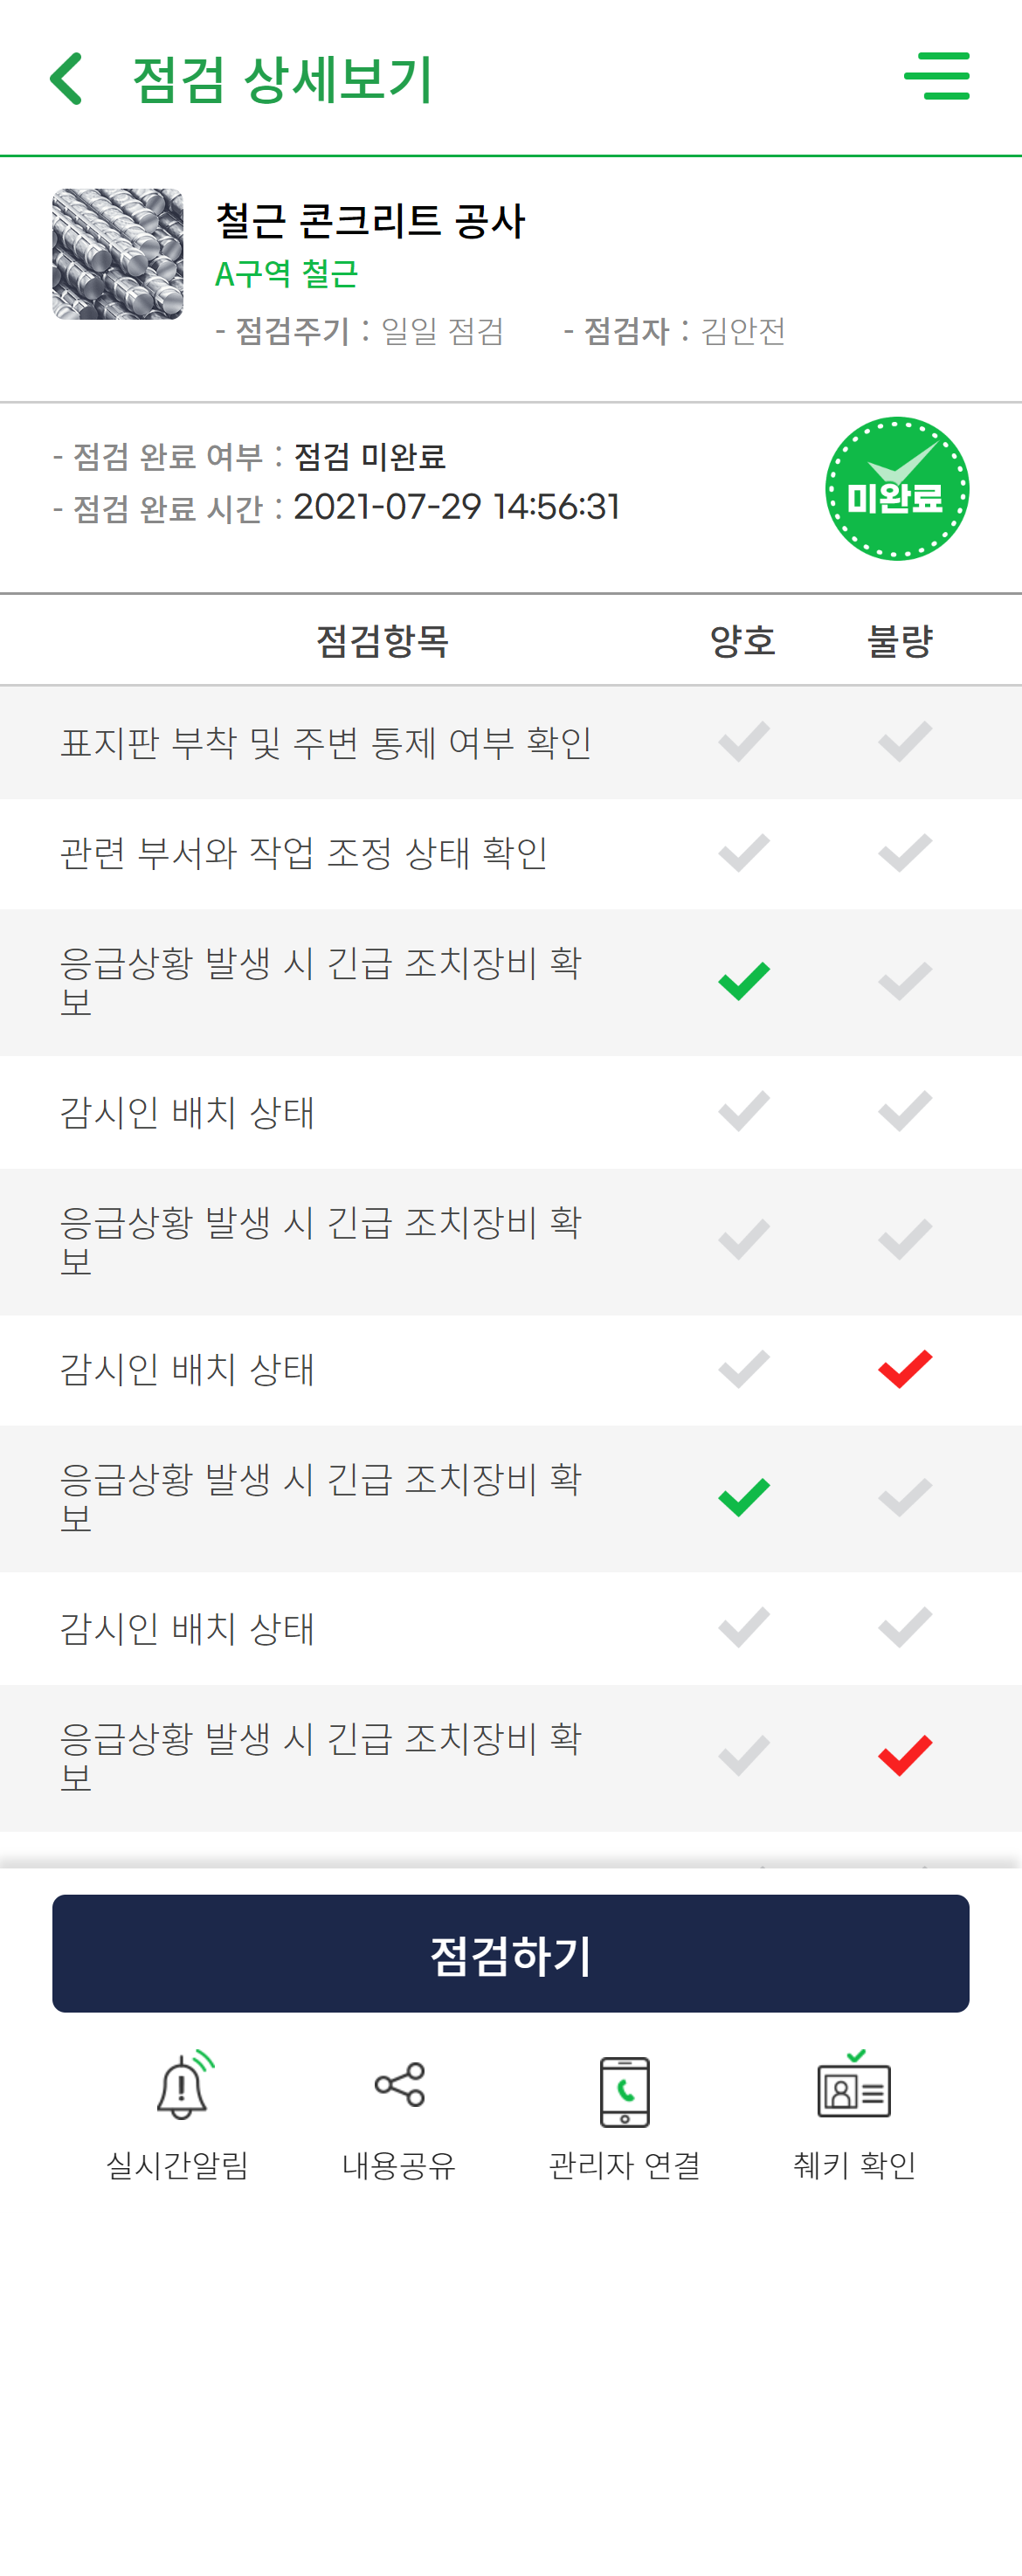 점검 상세보기
철근 콘크리트 공사
A구역 철근
- 점검주기 : 일일 점검 - 점검자 : 김안전
- 점검 완료 여부 : 점검 미완료
- 점검 완료 시간 : 2021-07-29 14:56:31
미완료
점검항목 양호 불량
표지판 부착 및 주변 통제 여부 확인
관련 부서와 작업 조정 상태 확인
응급상황 발생 시 긴급 조치장비 확
보
감시인 배치 상태
응급상황 발생 시 긴급 조치장비 확
보
감시인 배치 상태
응급상황 발생 시 긴급 조치장비 확
보
감시인 배치 상태
응급상황 발생 시 긴급 조치장비 확
보
점검하기
실시간알림 내용공유 관리자 연결 췌키 확인